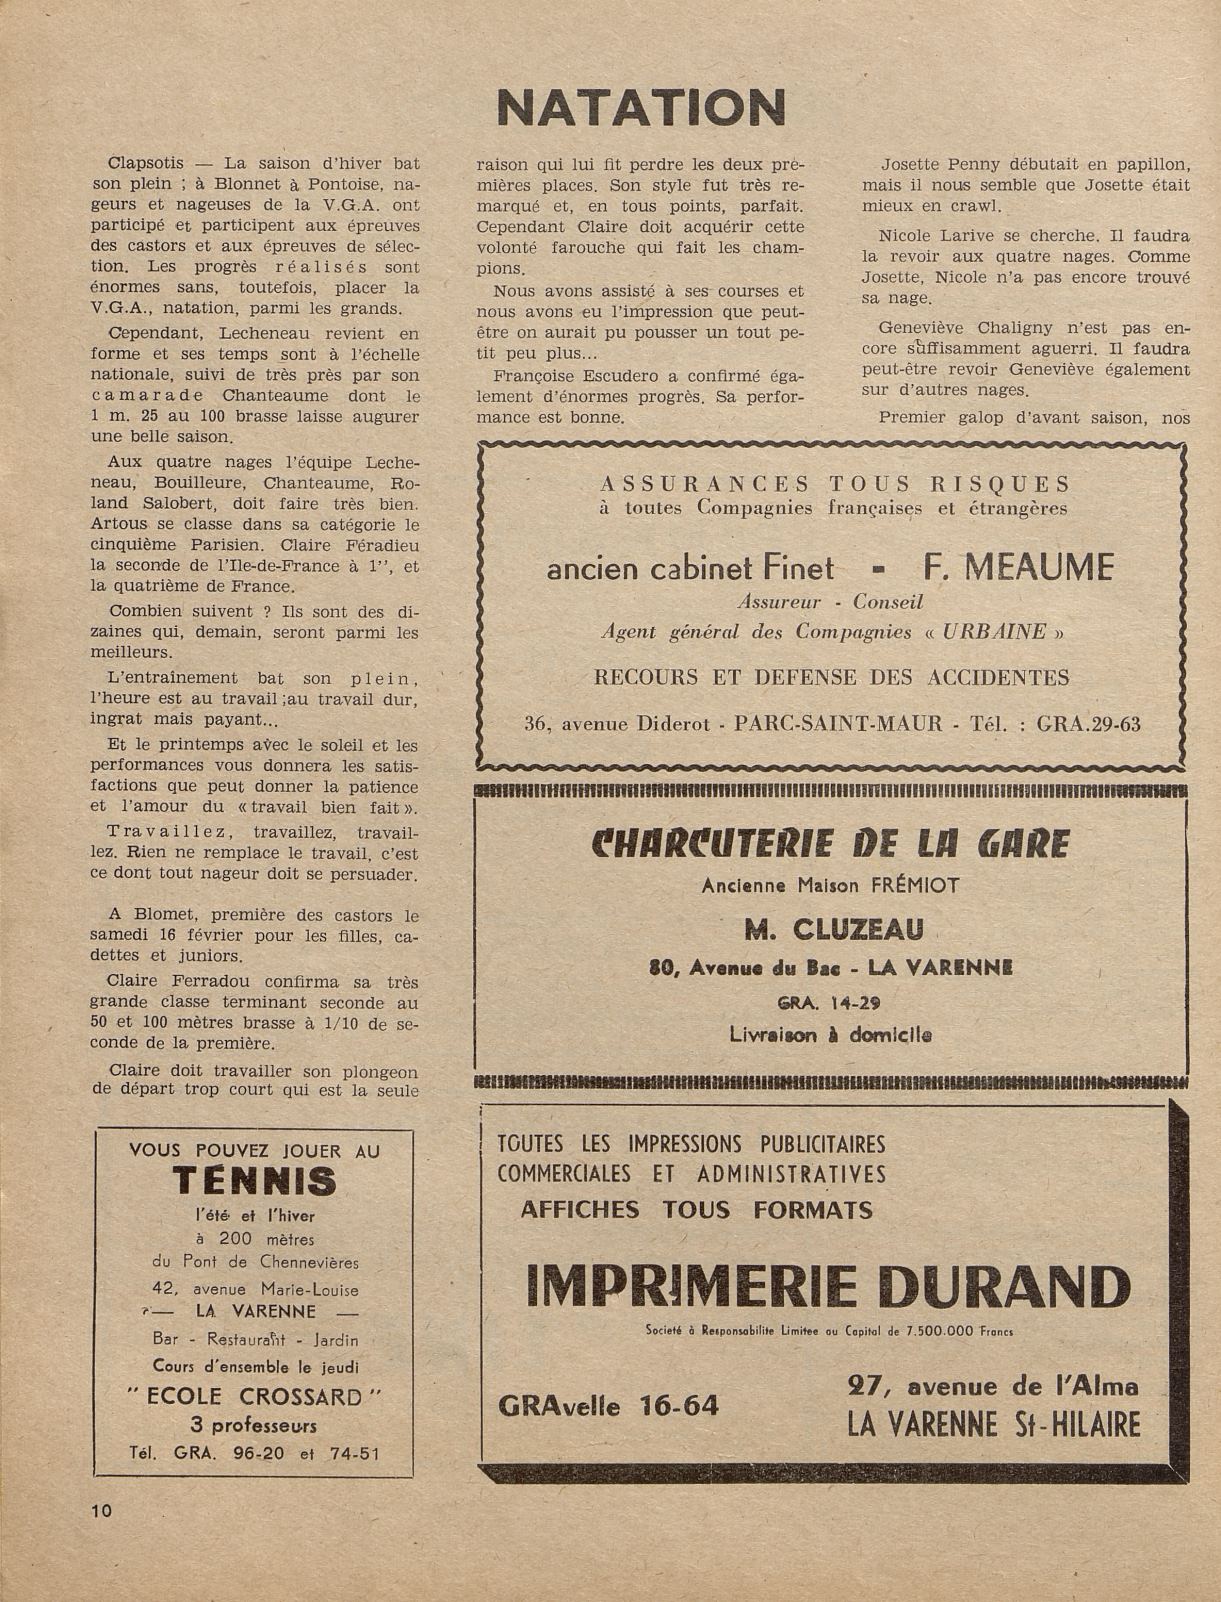 NATATION
Clapsotis — La saison d'hiver bat
son plein ; à Blonnet à Pontoise, na-
geurs et nageuses de la V.G.A. ont
participé et participent aux épreuves
des castors et aux épreuves de sélec-
tion. Les progrès réalisés sont
énormes sans, toutefois, placer la
V.G.A., natation, parmi les grands.
Cependant, Lecheneau revient en
forme et ses temps sont à l'échelle
nationale, suivi de très près par son
camarade Chanteaume dont le
1 m. 25 au 100 brasse laisse augurer
une belle saison.
Aux quatre nages l'équipe Leche-
neau, Bouilleure, Chanteaume, Ro-
land Salobert, doit faire très bien.
Artous se classe dans sa catégorie le
cinquième Parisien. Claire Féradieu
la seconde de l'Ile-de-France à 1'', et
la quatrième de France.
Combien suivent ? Ils sont des di-
zaines qui, demain, seront parmi les
meilleurs.
L'entraînement bat son plein,
l'heure est au travail ;au travail dur,
ingrat mais payant...
Et le printemps avec le soleil et les
performances vous donnera les satis-
factions que peut donner la patience
et l'amour du « travail bien fait ».
Travaillez, travaillez, travail-
lez. Rien ne remplace le travail, c'est
ce dont tout nageur doit se persuader.
A Blomet, première des castors le
samedi 16 février pour les filles, ca-
dettes et juniors.
Claire Ferradou confirma sa très
grande classe terminant seconde au
50 et 100 mètres brasse à 1/10 de se-
conde de la première.
Claire doit travailler son plongeon
de départ trop court qui est la seule
raison qui lui fit perdre les deux pre-
mières places. Son style fut très re-
marqué et, en tous points, parfait.
Cependant Claire doit acquérir cette
volonté farouche qui fait les cham-
pions.
Nous avons assisté à ses courses et
nous avons eu l'impression que peut-
être on aurait pu pousser un tout pe-
tit peu plus...
Françoise Escudero a confirmé éga-
lement d'énormes progrès. Sa perfor-
mance est bonne.
Josette Penny débutait en papillon,
mais il nous semble que Josette était
mieux en crawl.
Nicole Larive se cherche. Il faudra
la revoir aux quatre nages. Comme
Josette, Nicole n'a pas encore trouvé
sa nage.
Geneviève Chaligny n'est pas en-
core suffisamment aguerri. Il faudra
peut-être revoir Geneviève également
sur d'autres nages.
Premier galop d'avant saison, nos
ASSURANCES TOUS RISQUES
à toutes Compagnies françaises et étrangères
ancien cabinet Finet - F. MEAUME
Assureur - Conseil
Agent général des Compagnies « URBAINE »
RECOURS ET DEFENSE DES ACCIDENTES
36, avenue Diderot - PARC-SAINT-MAUR - Tél. : GRA.29-63
CHARCUTERIE DE LA GARE
Ancienne Maison FRÉMIOT
M. CLUZEAU
80, Avenue du Bac - LA VARENNE
GRA. 14-29
Livraison à domicile
VOUS POUVEZ JOUER AU
TENNIS
l'été et l'hiver
à 200 mètres
du Pont de Chennevières
42, avenue Marie-Louise
— LA VARENNE —
Bar - Restaurant - Jardin
Cours d'ensemble le jeudi
" ECOLE CROSSARD "
3 professeurs
Tél. GRA. 96-20 et 74-51
TOUTES LES IMPRESSIONS PUBLICITAIRES
COMMERCIALES ET ADMINISTRATIVES
AFFICHES TOUS FORMATS
IMPRIMERIE DURAND
Societé à Responsabilite Limitee au Capital de 7.500.000 Francs
GRAvelle 16-64
27, avenue de l'Alma
LA VARENNE St-HILAIRE
10